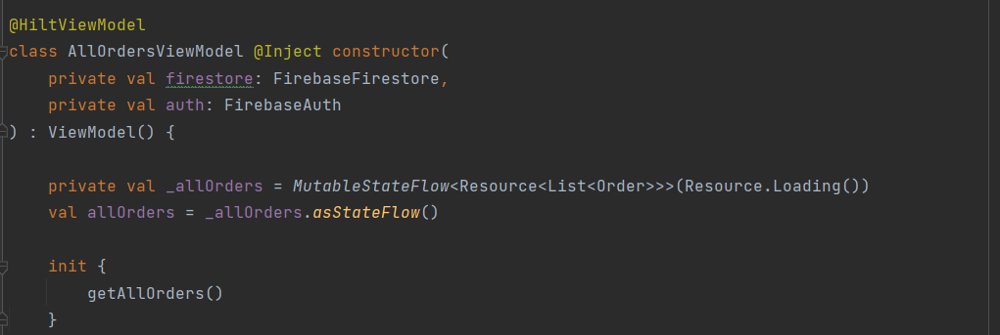 @HiltViewModel
class AllOrdersViewModel @Inject constructor(
    private val firestore: FirebaseFirestore,
    private val auth: FirebaseAuth
) : ViewModel() {
    private val _allOrders = MutableStateFlow<Resource<List<Order>>>(Resource.Loading())
    val allOrders = _allOrders.asStateFlow()
    init {
        getAllOrders()
    }